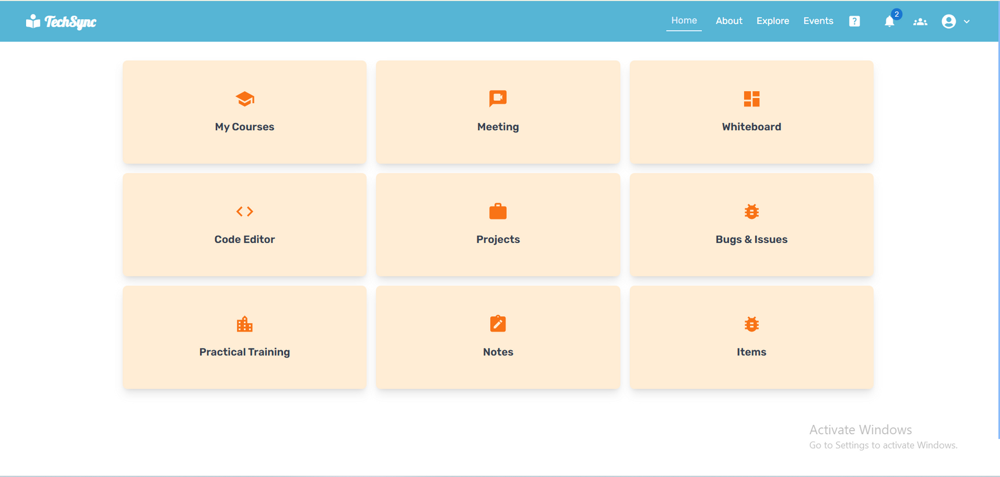 TechSync
Home About Explore Events ? 2
My Courses Meeting Whiteboard
Code Editor Projects Bugs & Issues
Practical Training Notes Items
Activate Windows
Go to Settings to activate Windows.